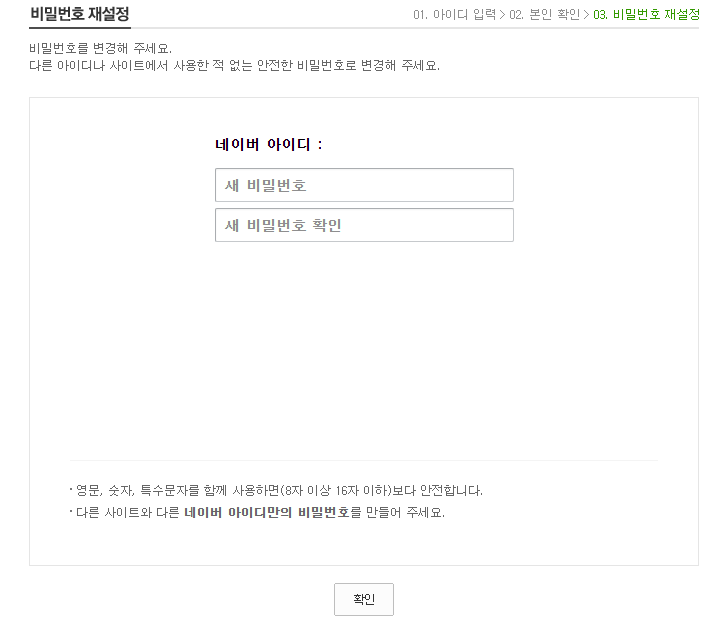 비밀번호 재설정
01. 아이디 입력 > 02. 본인 확인 > 03. 비밀번호 재설정
비밀번호를 변경해 주세요.
다른 아이디나 사이트에서 사용한 적 없는 안전한 비밀번호로 변경해 주세요.
네이버 아이디 :
새 비밀번호
새 비밀번호 확인
· 영문, 숫자, 특수문자를 함께 사용하면(8자 이상 16자 이하)보다 안전합니다.
· 다른 사이트와 다른 네이버 아이디만의 비밀번호를 만들어 주세요.
확인